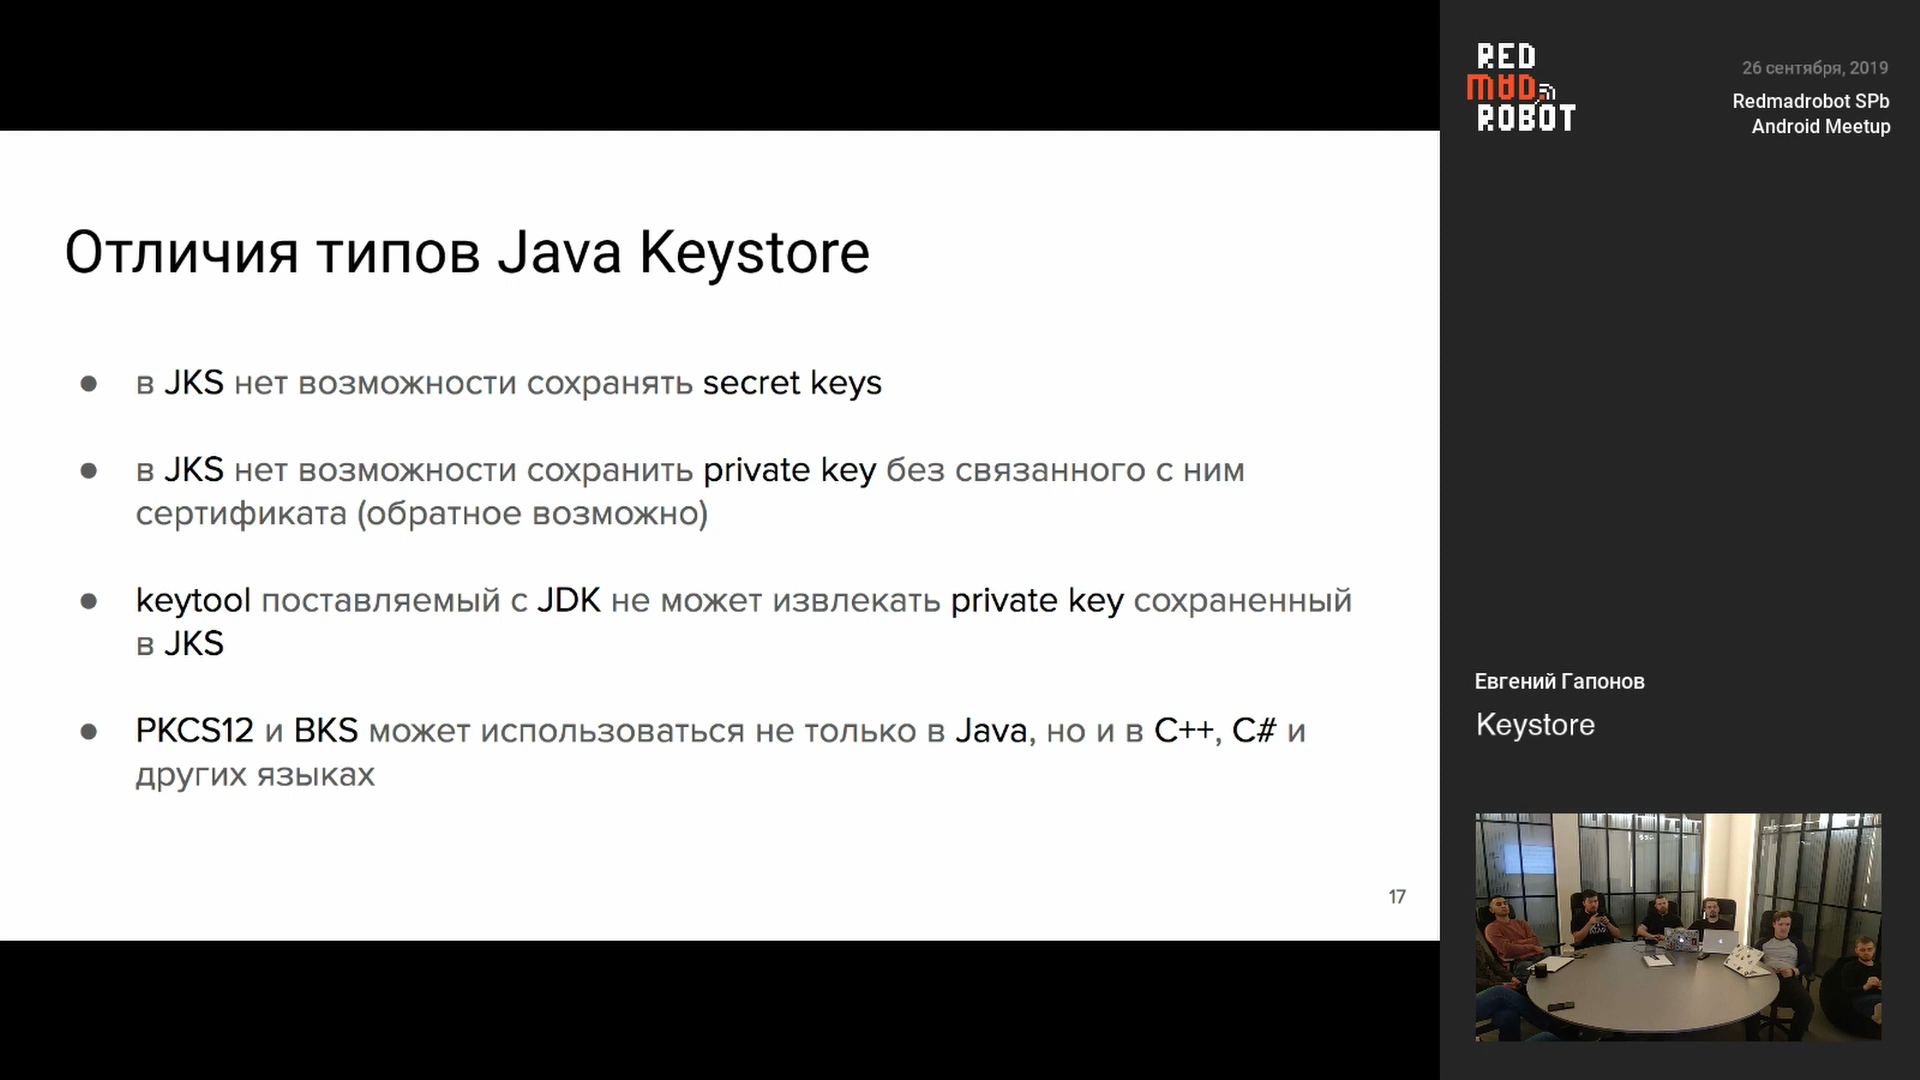 Отличия типов Java Keystore
в JKS нет возможности сохранять secret keys
в JKS нет возможности сохранить private key без связанного с ним
сертификата (обратное возможно)
keytool поставляемый с JDK не может извлекать private key сохраненный
в JKS
PKCS12 и BKS может использоваться не только в Java, но и в C++, C# и
других языках
17
RED
MAD
ROBOT
26 сентября, 2019
Redmadrobot SPb
Android Meetup
Евгений Гапонов
Keystore